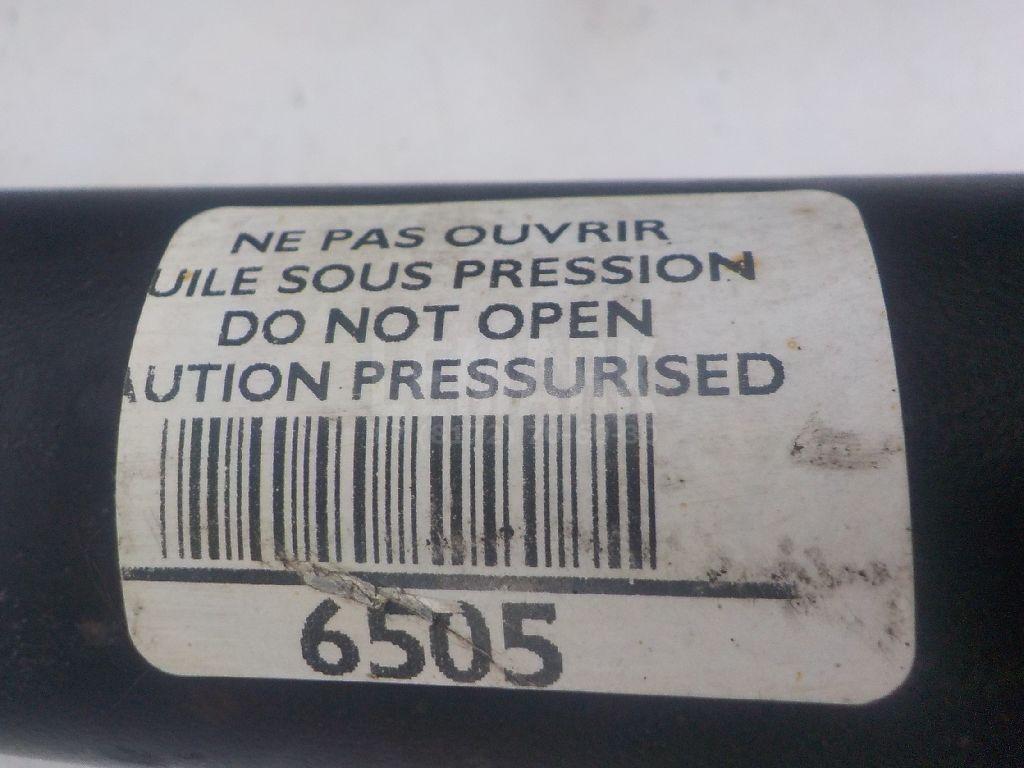 NE PAS OUVRIR
UILE SOUS PRESSION
DO NOT OPEN
AUTION PRESSURISED
6505